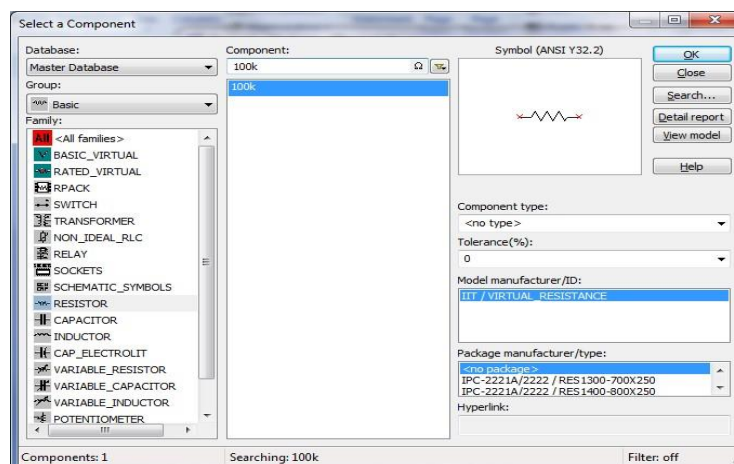 Select a Component
Database:
Master Database
Group:
Basic
Family:
All <All families>
BASIC_VIRTUAL
RATED_VIRTUAL
RPACK
SWITCH
TRANSFORMER
NON_IDEAL_RLC
RELAY
SOCKETS
SCHEMATIC_SYMBOLS
RESISTOR
CAPACITOR
INDUCTOR
CAP_ELECTROLIT
VARIABLE_RESISTOR
VARIABLE_CAPACITOR
VARIABLE_INDUCTOR
POTENTIOMETER
Component:
100k Ω
100k
Symbol (ANSI Y32.2)
Component type:
<no type>
Tolerance(%):
0
Model manufacturer/ID:
IIT / VIRTUAL_RESISTANCE
Package manufacturer/type:
<no package>
IPC-2221A/2222 / RES1300-700X250
IPC-2221A/2222 / RES1400-800X250
Hyperlink:
OK
Close
Search...
Detail report
View model
Help
Components: 1
Searching: 100k
Filter: off